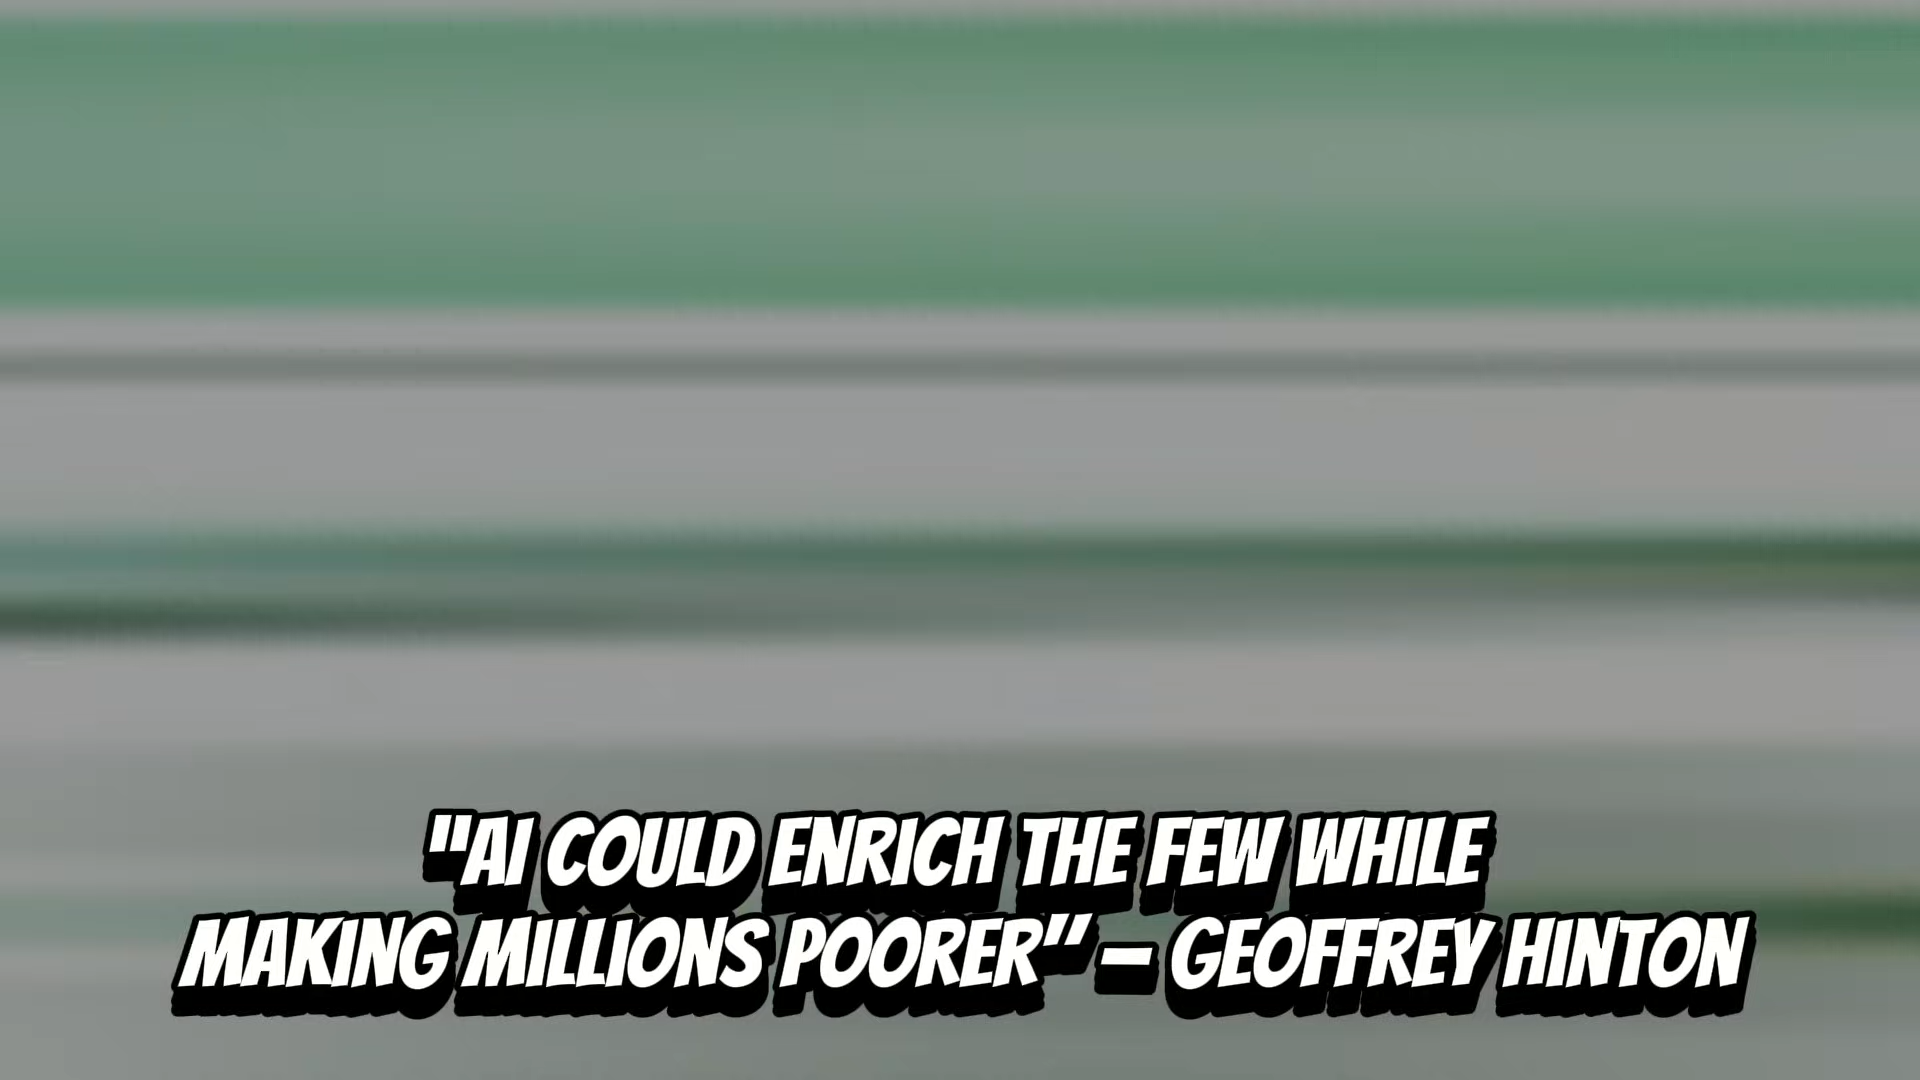 "AI COULD ENRICH THE FEW WHILE
MAKING MILLIONS POORER” – GEOFFREY HINTON